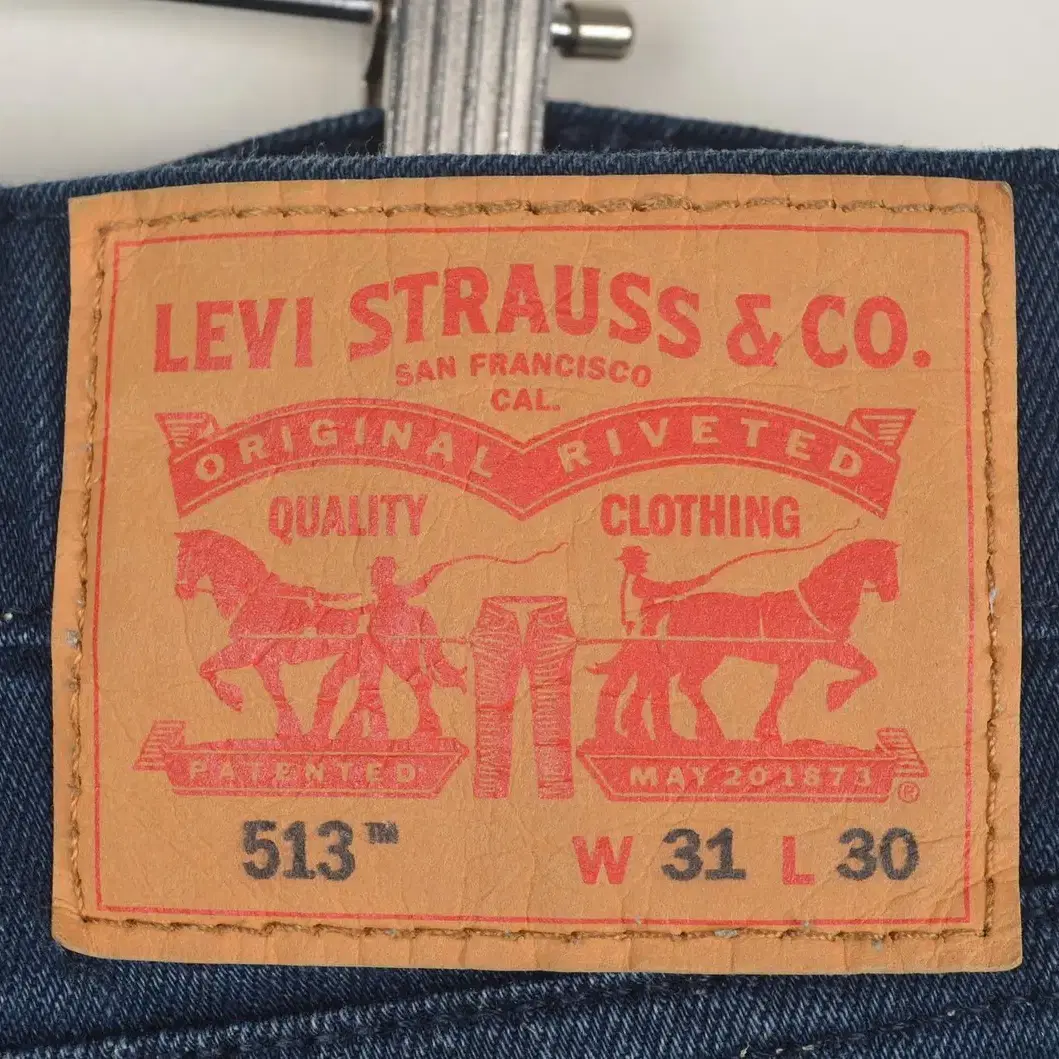 LEVI STRAUSS & CO.
SAN FRANCISCO
CAL.
ORIGINAL RIVETED
QUALITY CLOTHING
PATENTED MAY 20 1873 ®
513™ W 31 L 30